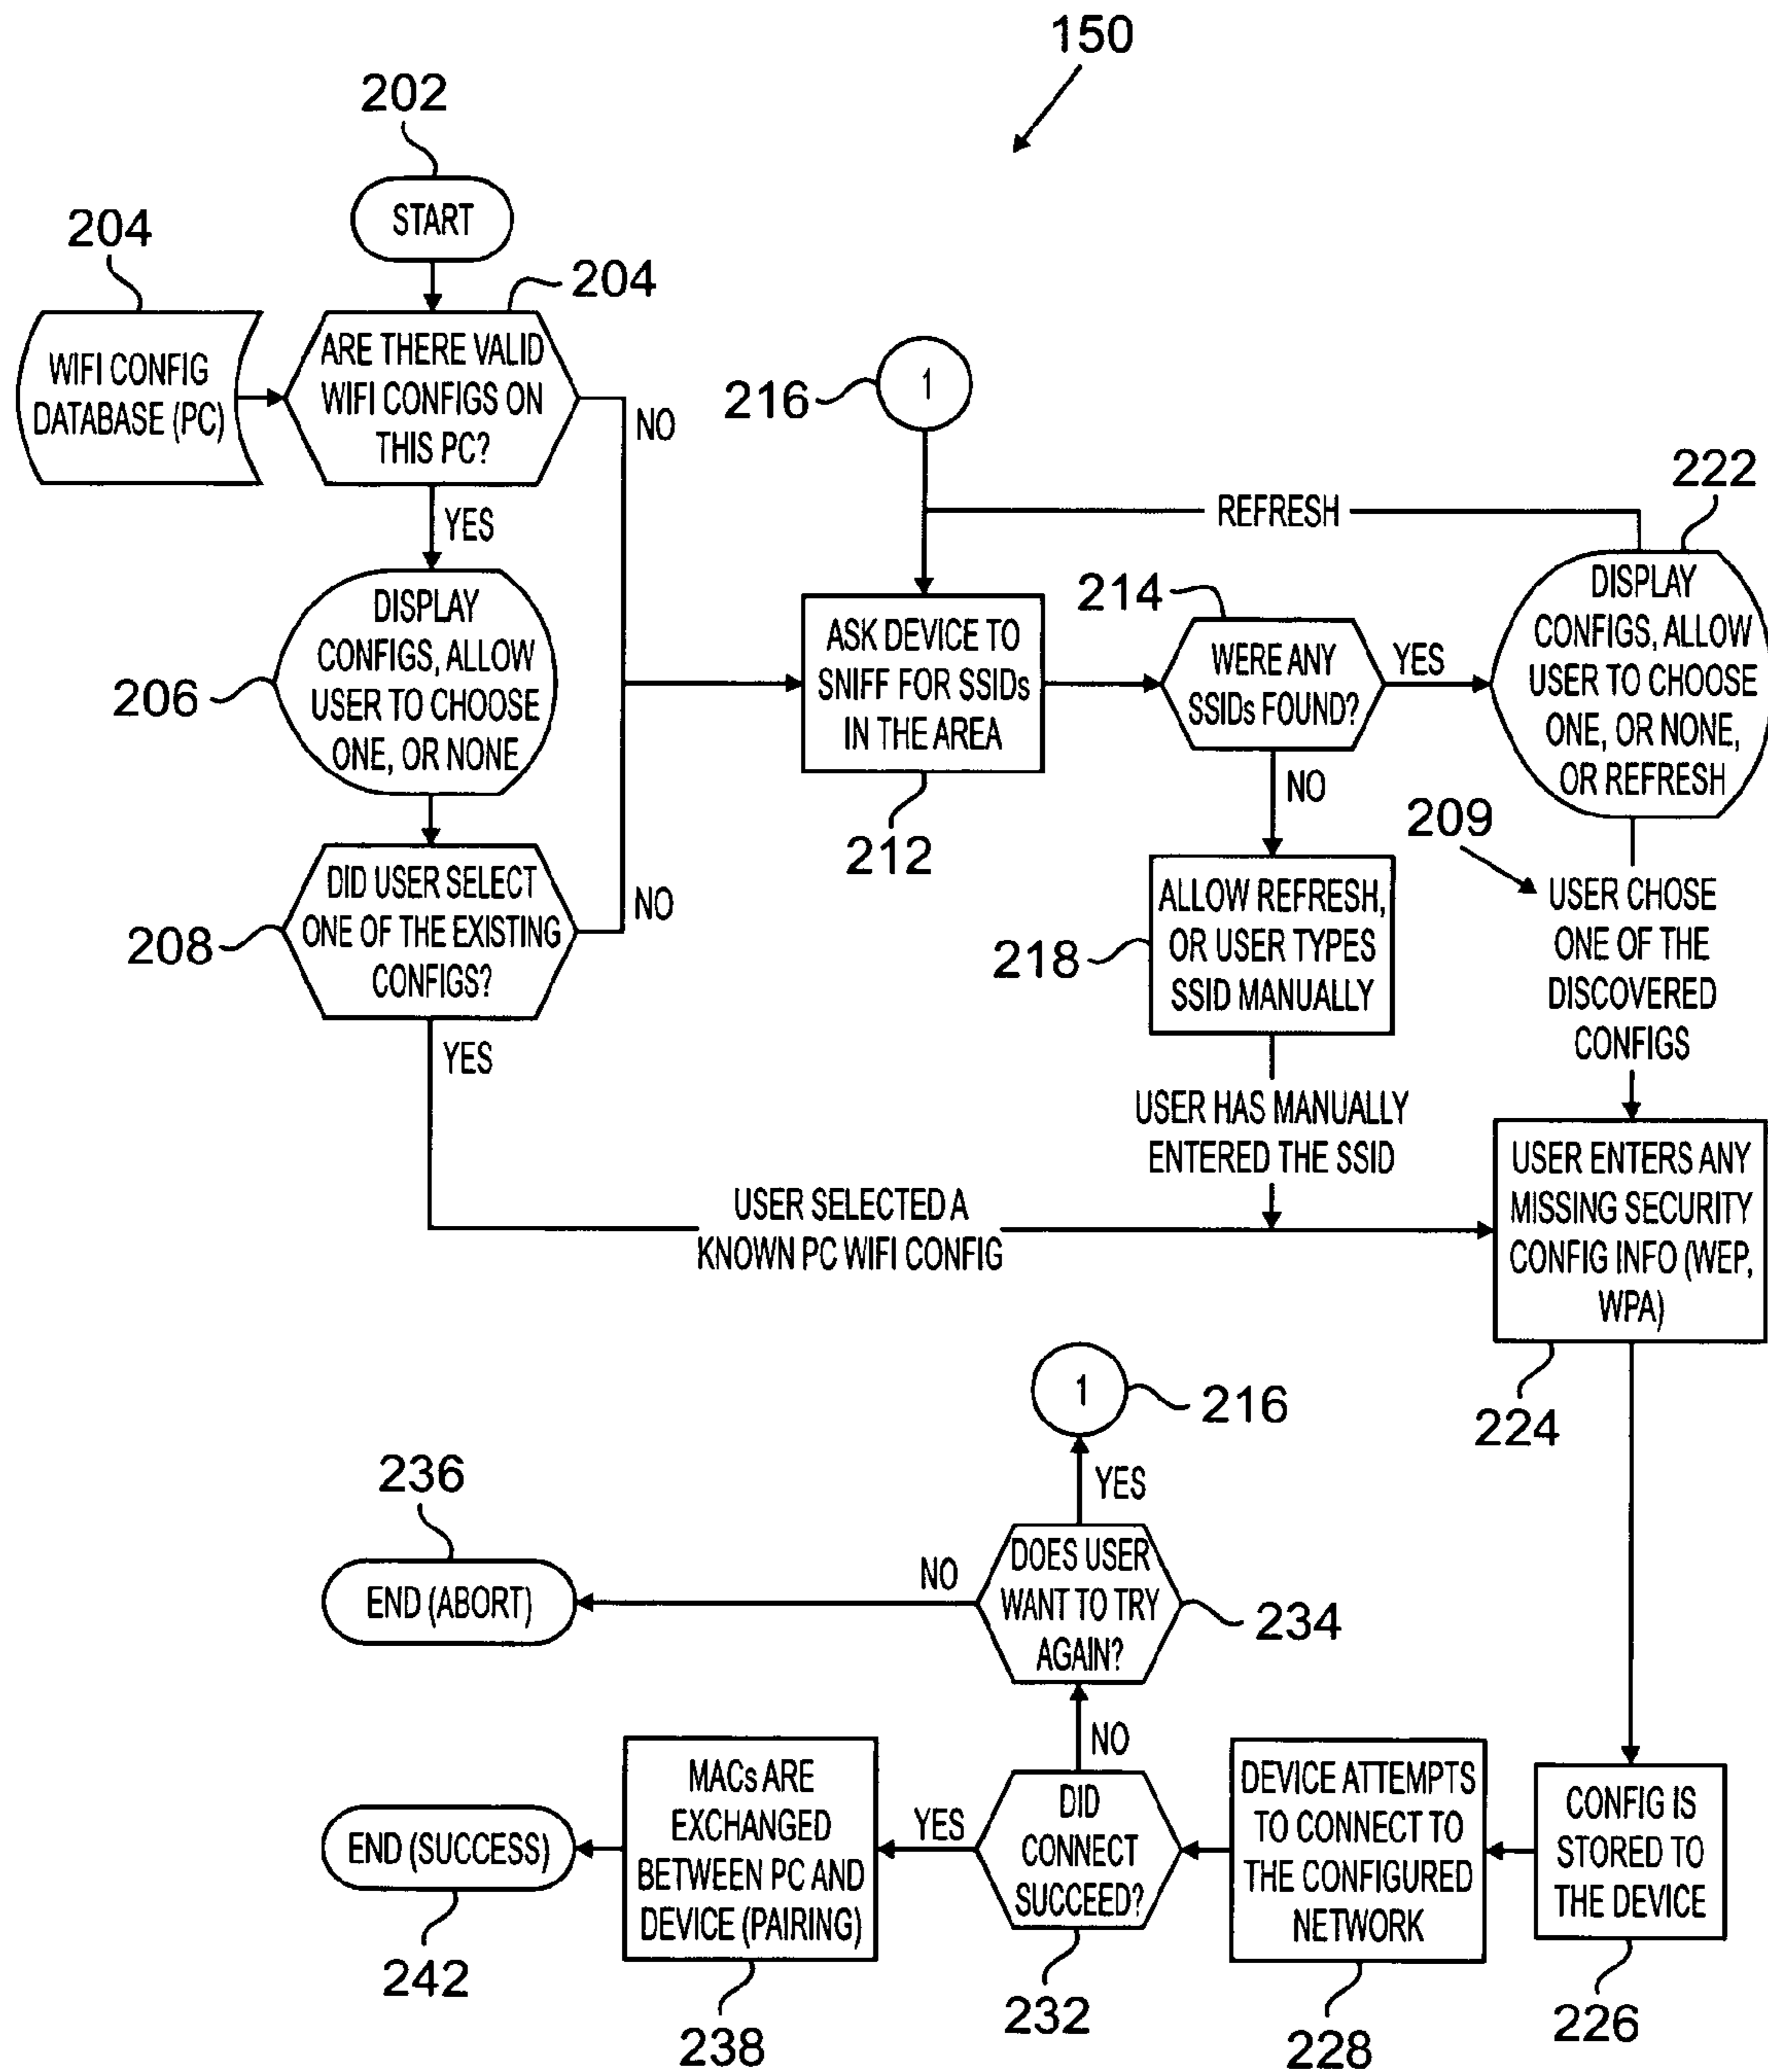 150
202
START
204
204
WIFI CONFIG
DATABASE (PC)
ARE THERE VALID
WIFI CONFIGS ON
THIS PC?
NO
YES
216
1
REFRESH
222
206
DISPLAY
CONFIGS, ALLOW
USER TO CHOOSE
ONE, OR NONE
ASK DEVICE TO
SNIFF FOR SSIDs
IN THE AREA
212
214
WERE ANY
SSIDs FOUND?
YES
NO
DISPLAY
CONFIGS, ALLOW
USER TO CHOOSE
ONE, OR NONE,
OR REFRESH
208
DID USER SELECT
ONE OF THE EXISTING
CONFIGS?
NO
YES
209
USER CHOSE
ONE OF THE
DISCOVERED
CONFIGS
218
ALLOW REFRESH,
OR USER TYPES
SSID MANUALLY
USER HAS MANUALLY
ENTERED THE SSID
USER SELECTED A
KNOWN PC WIFI CONFIG
USER ENTERS ANY
MISSING SECURITY
CONFIG INFO (WEP,
WPA)
224
1
216
YES
236
END (ABORT)
NO
DOES USER
WANT TO TRY
AGAIN?
234
NO
END (SUCCESS)
242
MACs ARE
EXCHANGED
BETWEEN PC AND
DEVICE (PAIRING)
238
YES
DID
CONNECT
SUCCEED?
232
DEVICE ATTEMPTS
TO CONNECT TO
THE CONFIGURED
NETWORK
228
CONFIG IS
STORED TO
THE DEVICE
226